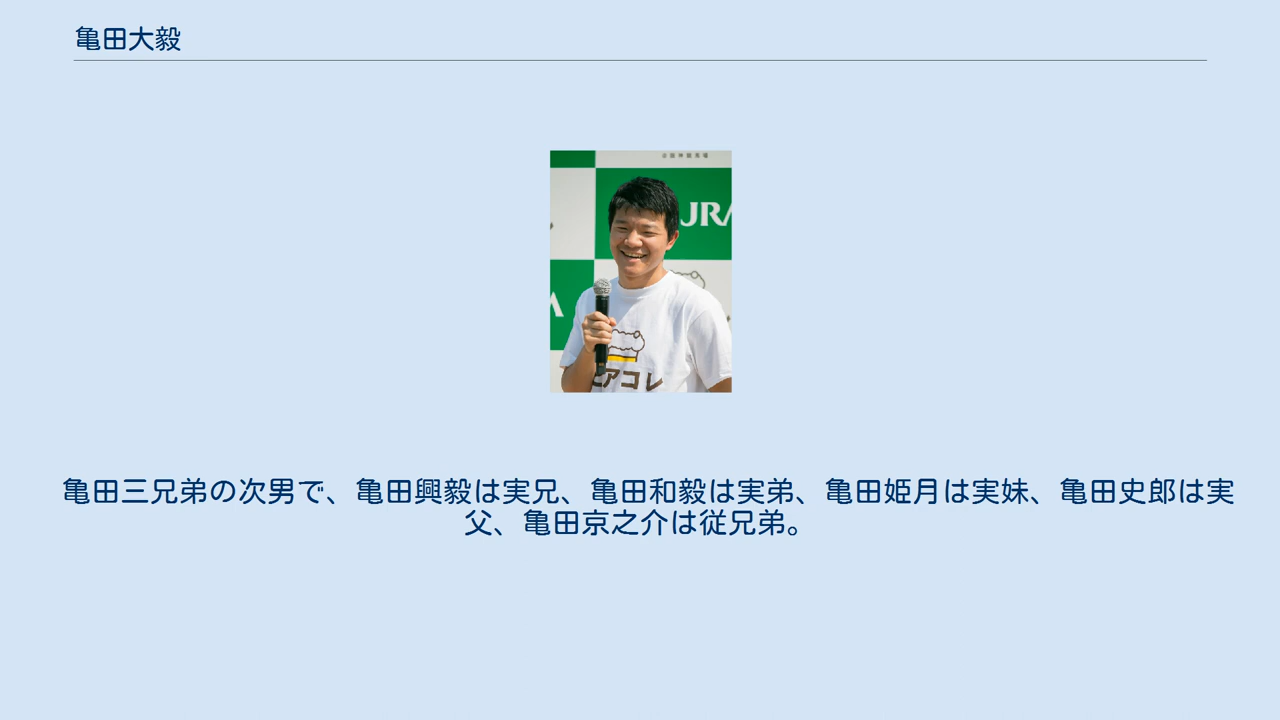 亀田大毅
JRA
亀田三兄弟の次男で、亀田興毅は実兄、亀田和毅は実弟、亀田姫月は実妹、亀田史郎は実
父、亀田京之介は従兄弟。